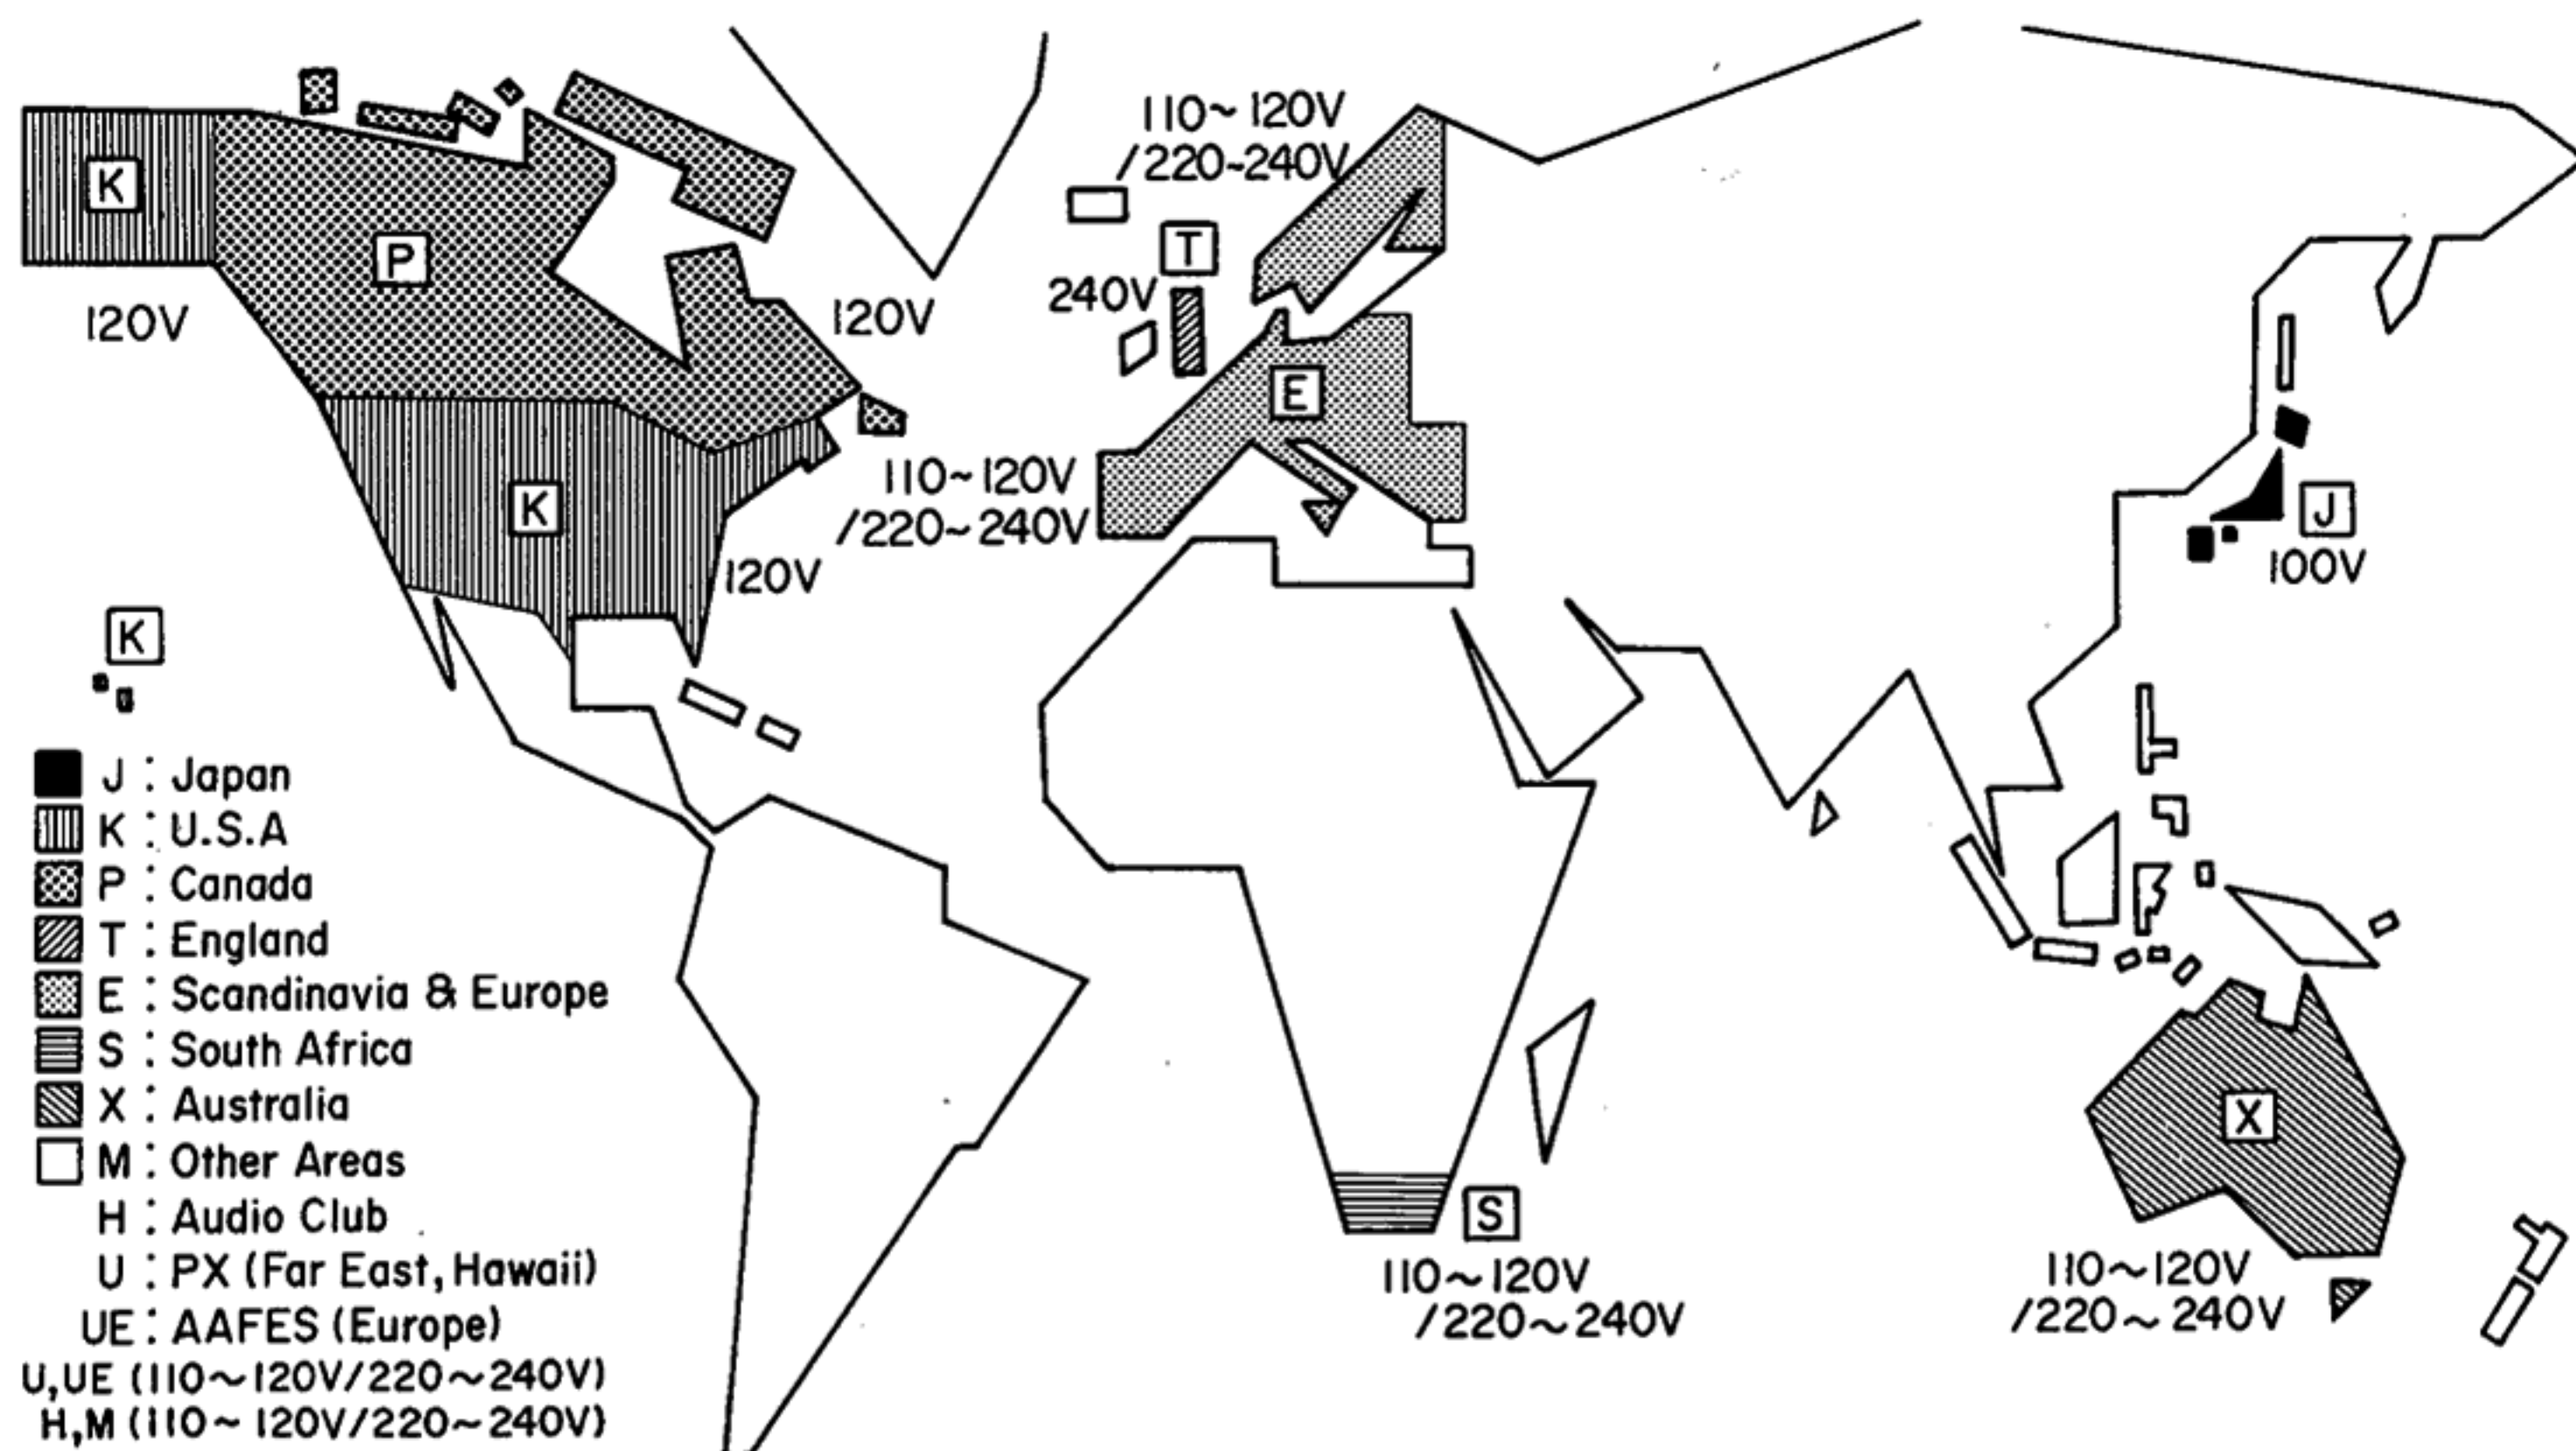 110~120V
/220~240V
K
T
P
240V
120V
120V
E
110~120V
/220~240V
K
J
100V
120V
K
J : Japan
K : U.S.A
P : Canada
T : England
E : Scandinavia & Europe
S : South Africa
X : Australia
M : Other Areas
H : Audio Club
U : PX (Far East, Hawaii)
UE : AAFES (Europe)
U,UE (110~120V/220~240V)
H,M (110~120V/220~240V)
X
S
110~120V
/220~240V
110~120V
/220~240V